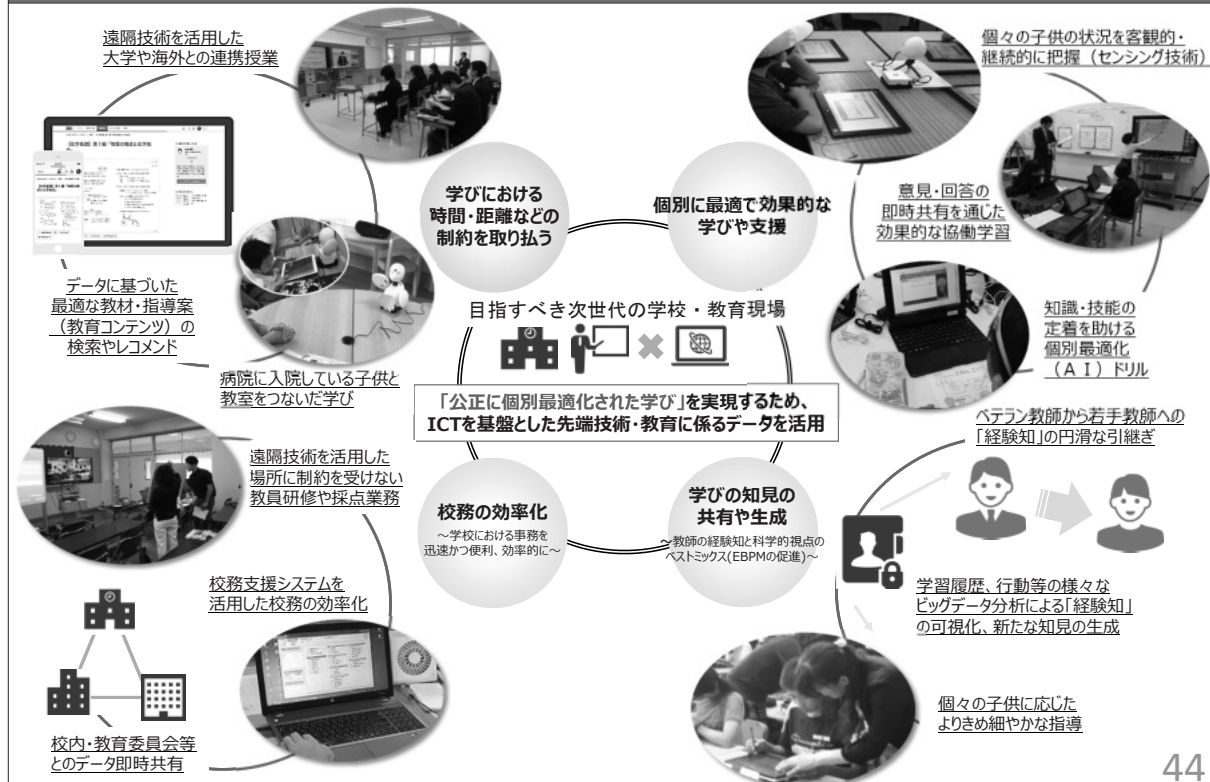 遠隔技術を活用した
大学や海外との連携授業
データに基づいた
最適な教材・指導案
（教育コンテンツ）の
検索やレコメンド
病院に入院している子供と
教室をつないだ学び
学びにおける
時間・距離などの
制約を取り払う
個別に最適で効果的な
学びや支援
個々の子供の状況を客観的・
継続的に把握（センシング技術）
意見・回答の
即時共有を通じた
効果的な協働学習
知識・技能の
定着を助ける
個別最適化
（ＡＩ）ドリル
目指すべき次世代の学校・教育現場
「公正に個別最適化された学び」を実現するため、
ICTを基盤とした先端技術・教育に係るデータを活用
遠隔技術を活用した
場所に制約を受けない
教員研修や採点業務
校務支援システムを
活用した校務の効率化
校内・教育委員会等
とのデータ即時共有
校務の効率化
～学校における事務を
迅速かつ便利、効率的に～
学びの知見の
共有や生成
～教師の経験知と科学的視点の
ベストミックス(EBPMの促進)～
ベテラン教師から若手教師への
「経験知」の円滑な引継ぎ
学習履歴、行動等の様々な
ビッグデータ分析による「経験知」
の可視化、新たな知見の生成
個々の子供に応じた
よりきめ細やかな指導
44